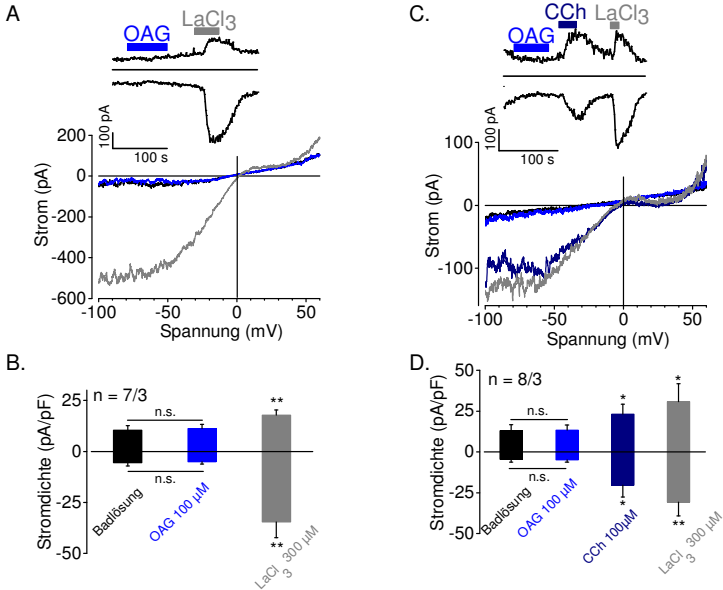 A
OAG
LaCl3
100 pA
100 s
200
0
-200
-400
-600
Strom (pA)
-100
-50
0
50
Spannung (mV)
C.
OAG
CCh
LaCl3
100 pA
100 s
100
0
-100
Strom (pA)
-100
-50
0
50
Spannung (mV)
B.
n = 7/3
Stromdichte (pA/pF)
25
0
-25
-50
n.s.
n.s.
**
**
Badlösung
OAG 100 µM
LaCl3 300 µM
D.
n = 8/3
Stromdichte (pA/pF)
50
25
0
-25
-50
n.s.
n.s.
*
*
*
**
Badlösung
OAG 100 µM
CCh 100µM
LaCl3 300 µM